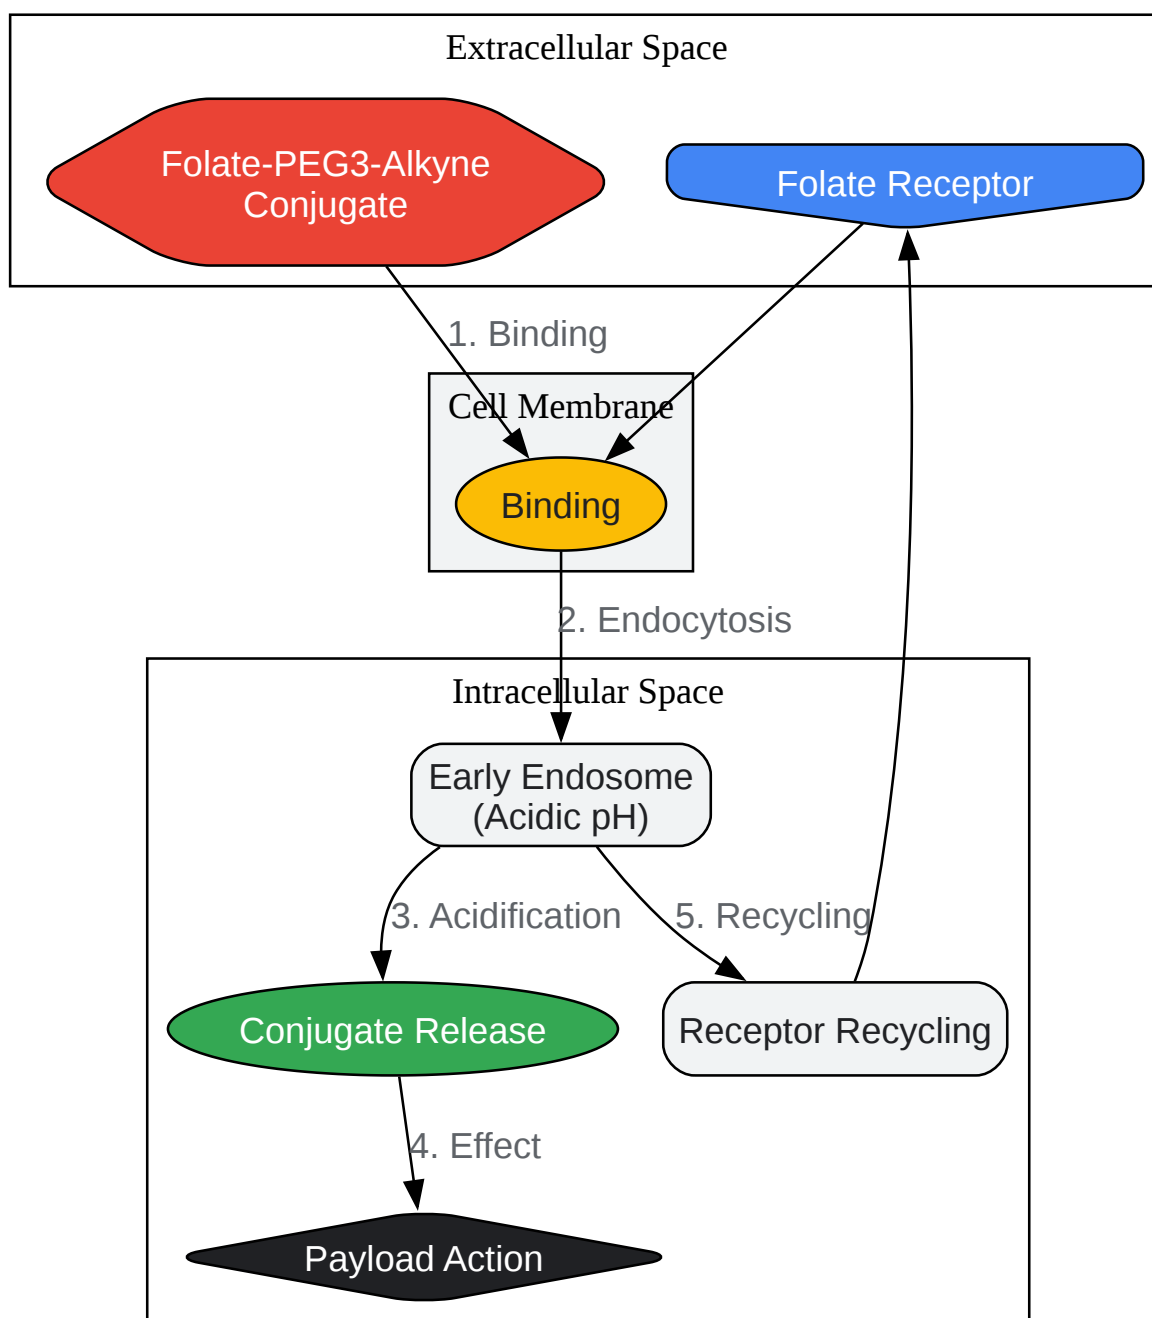 Extracellular Space
Folate-PEG3-Alkyne
Conjugate
Folate Receptor
1. Binding
Cell Membrane
Binding
2. Endocytosis
Intracellular Space
Early Endosome
(Acidic pH)
3. Acidification
5. Recycling
Conjugate Release
Receptor Recycling
4. Effect
Payload Action